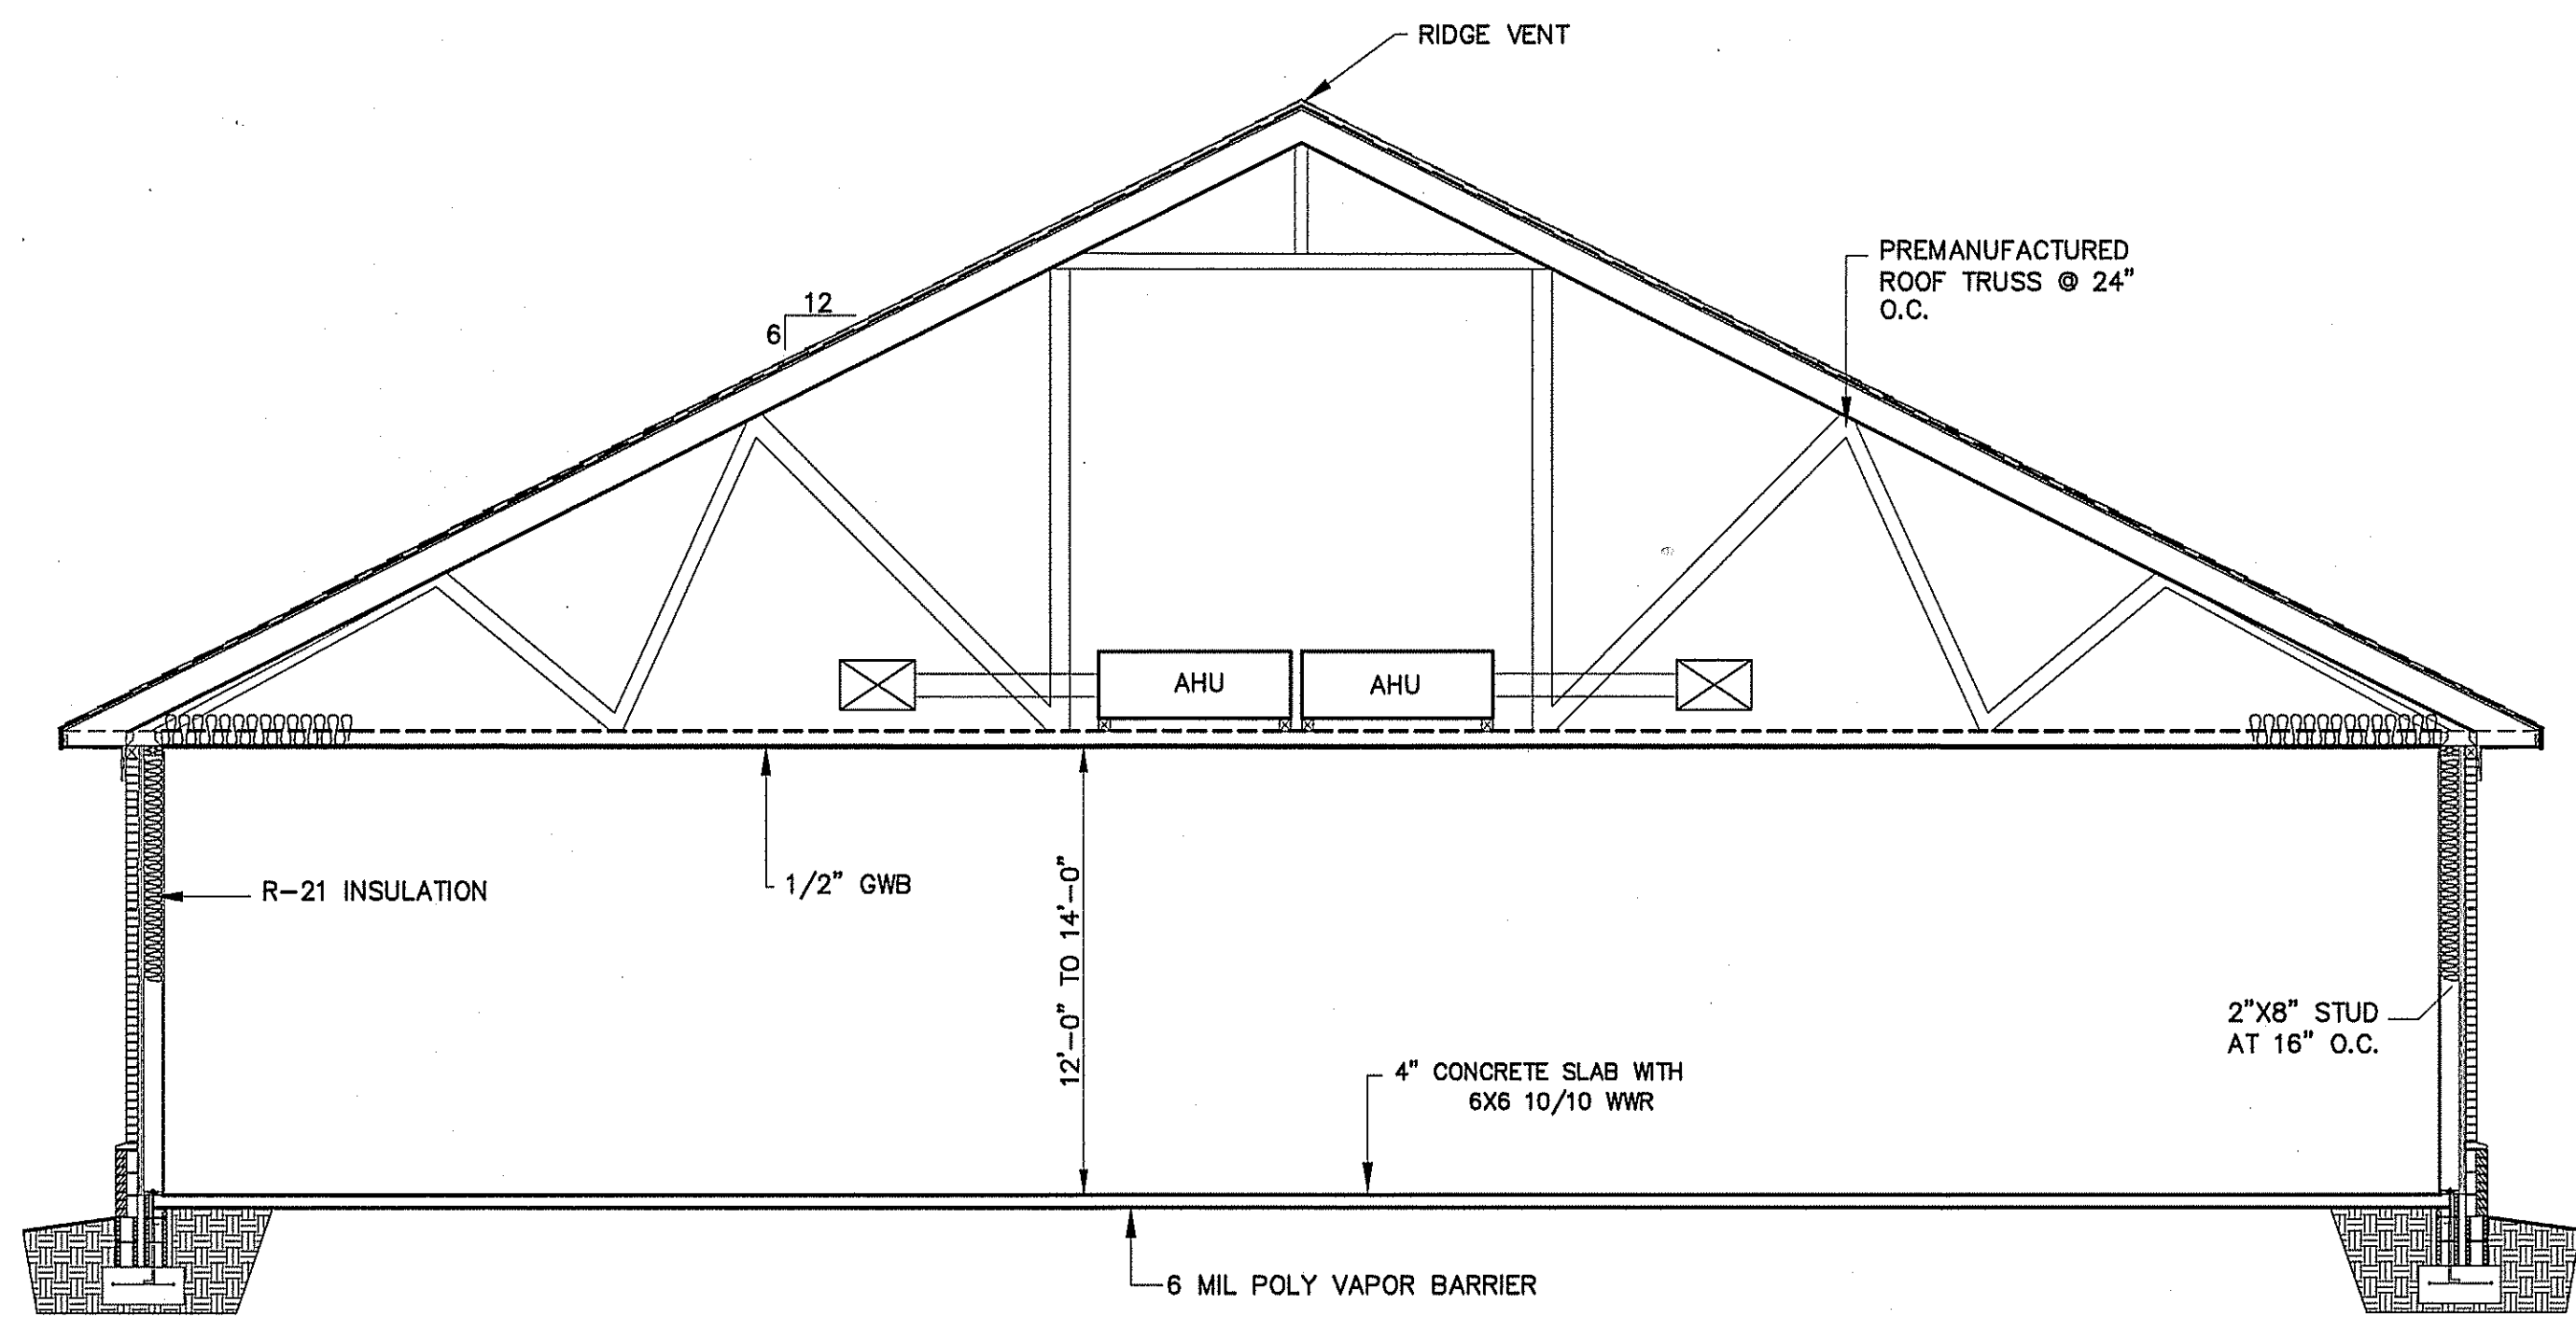 RIDGE VENT
PREMANUFACTURED
ROOF TRUSS @ 24"
O.C.
12
6
AHU
AHU
R-21 INSULATION
1/2" GWB
12'-0" TO 14'-0"
2"X8" STUD
AT 16" O.C.
4" CONCRETE SLAB WITH
6X6 10/10 WWR
6 MIL POLY VAPOR BARRIER